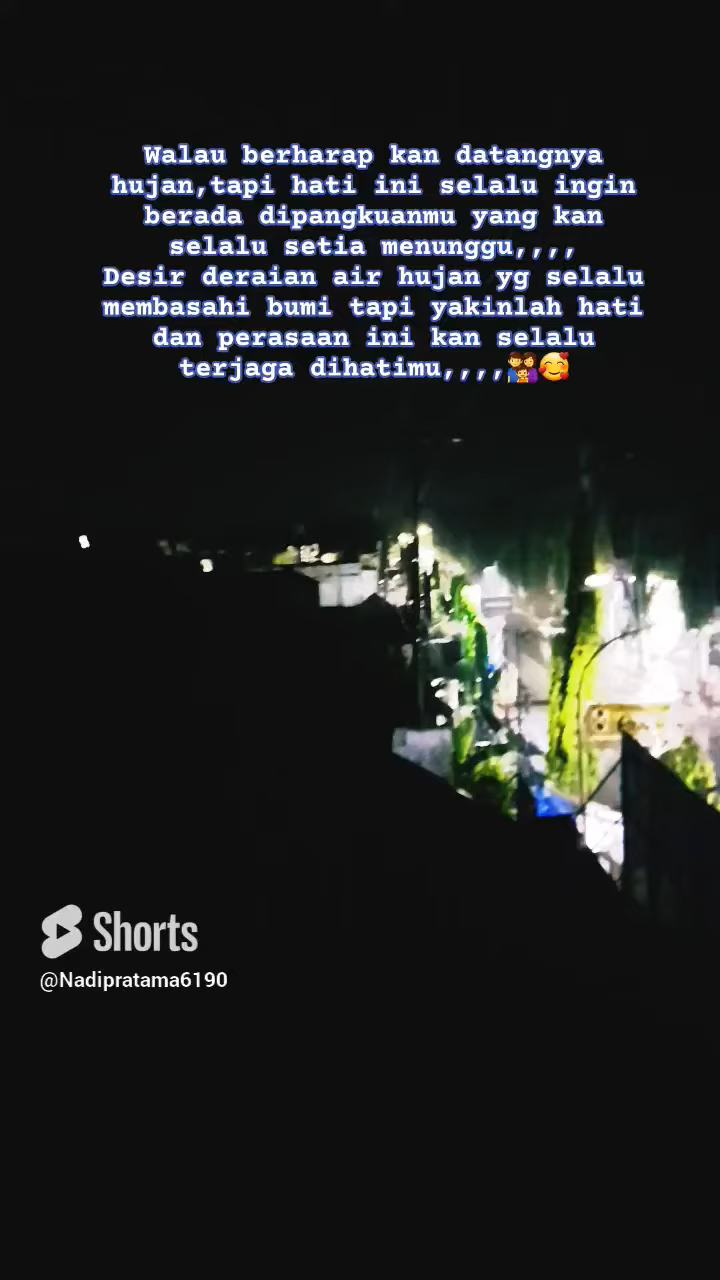 Walau berharap kan datangnya
hujan,tapi hati ini selalu ingin
berada dipangkuanmu yang kan
selalu setia menunggu,,,,
Desir deraian air hujan yg selalu
membasahi bumi tapi yakinlah hati
dan perasaan ini kan selalu
terjaga dihatimu,,,,👨‍👩‍👧🥰
Shorts
@Nadipratama6190